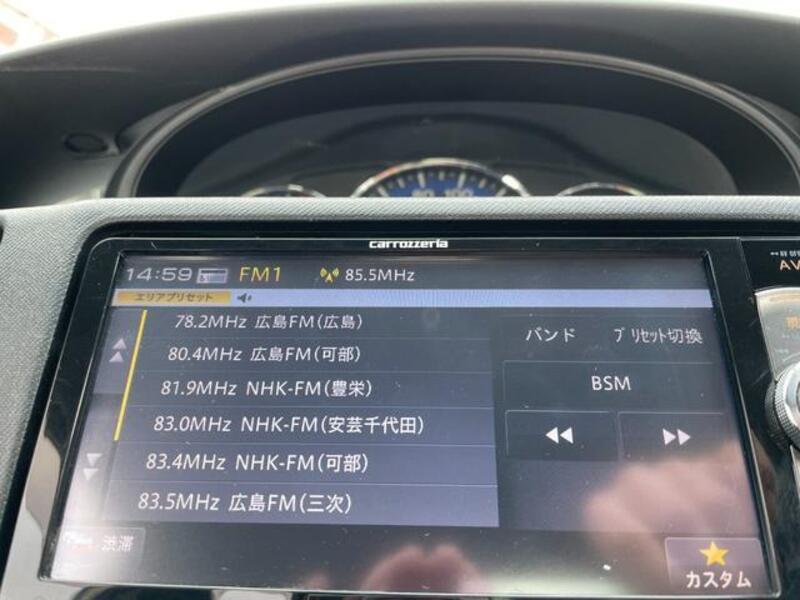 80 100
carrozzeria
14:59 FM1 85.5MHz
AV
エリアプリセット
78.2MHz 広島FM(広島)
80.4MHz 広島FM(可部)
81.9MHz NHK-FM(豊栄)
83.0MHz NHK-FM(安芸千代田)
83.4MHz NHK-FM(可部)
83.5MHz 広島FM(三次)
バンド
プリセット切換
BSM
渋滞
カスタム